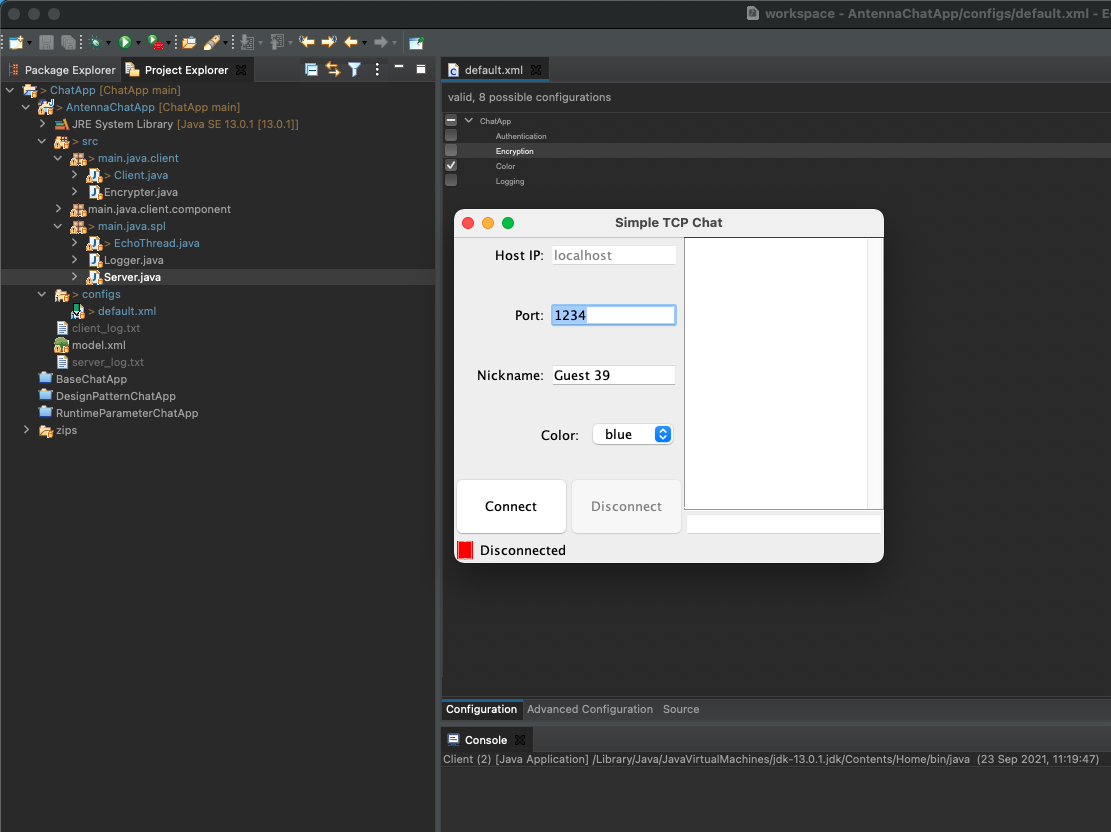 workspace - AntennaChatApp/configs/default.xml - E
Package Explorer
Project Explorer
> ChatApp [ChatApp main]
> AntennaChatApp [ChatApp main]
JRE System Library [Java SE 13.0.1 [13.0.1]]
> src
> main.java.client
> Client.java
Encrypter.java
main.java.client.component
> main.java.spl
> EchoThread.java
Logger.java
Server.java
> configs
> default.xml
client_log.txt
model.xml
server_log.txt
BaseChatApp
DesignPatternChatApp
RuntimeParameterChatApp
zips
default.xml
valid, 8 possible configurations
ChatApp
Authentication
Encryption
Color
Logging
Simple TCP Chat
Host IP: localhost
Port: 1234
Nickname: Guest 39
Color: blue
Connect
Disconnect
Disconnected
Configuration
Advanced Configuration
Source
Console
Client (2) [Java Application] /Library/Java/JavaVirtualMachines/jdk-13.0.1.jdk/Contents/Home/bin/java (23 Sep 2021, 11:19:47)